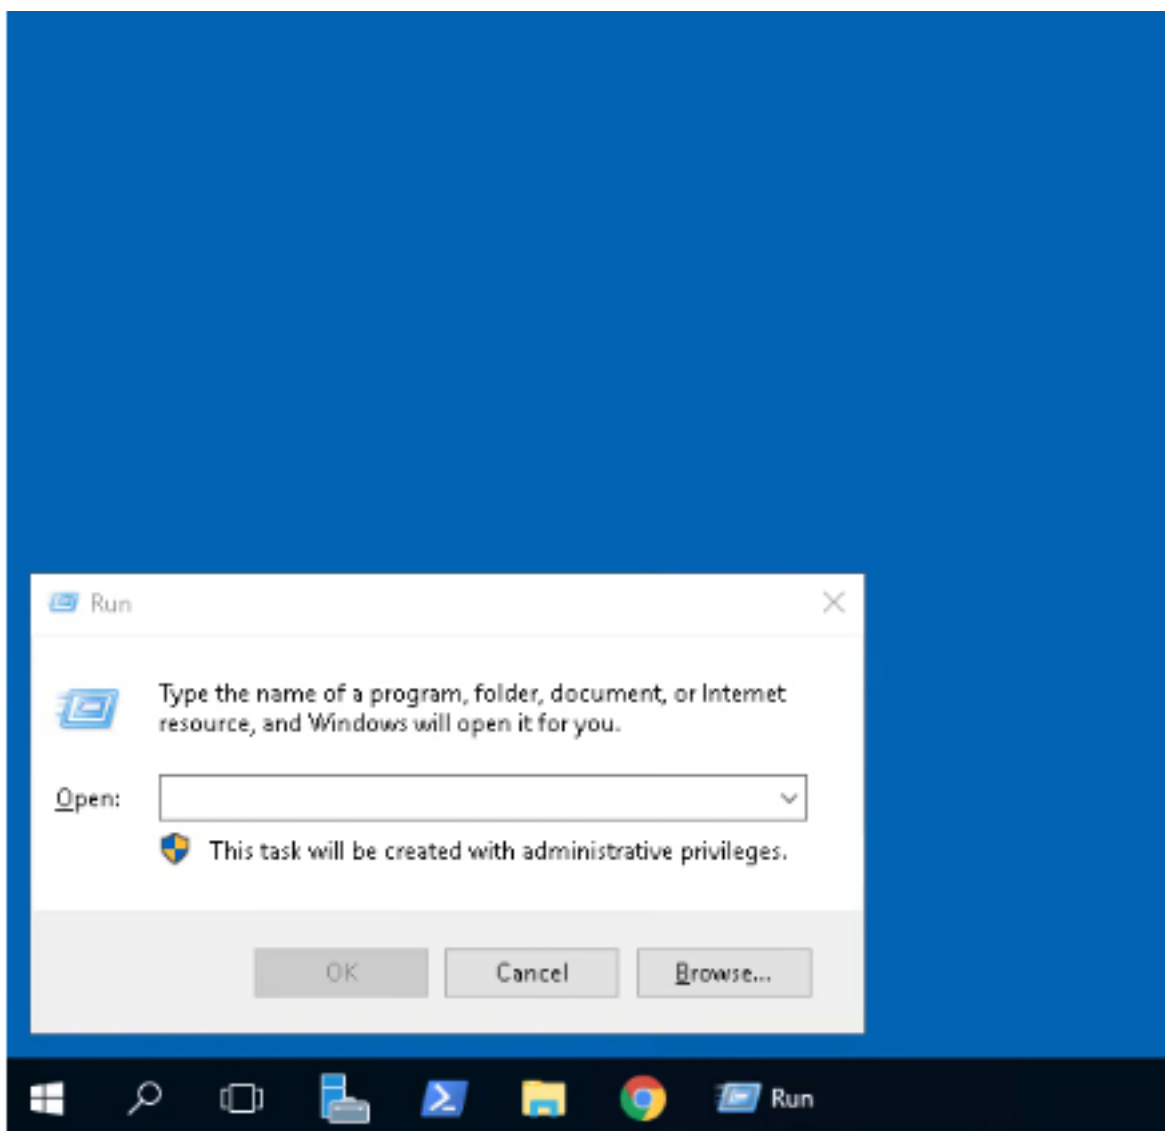 Run
Type the name of a program, folder, document, or Internet
resource, and Windows will open it for you.
Open:
This task will be created with administrative privileges.
OK
Cancel
Browse...
Run